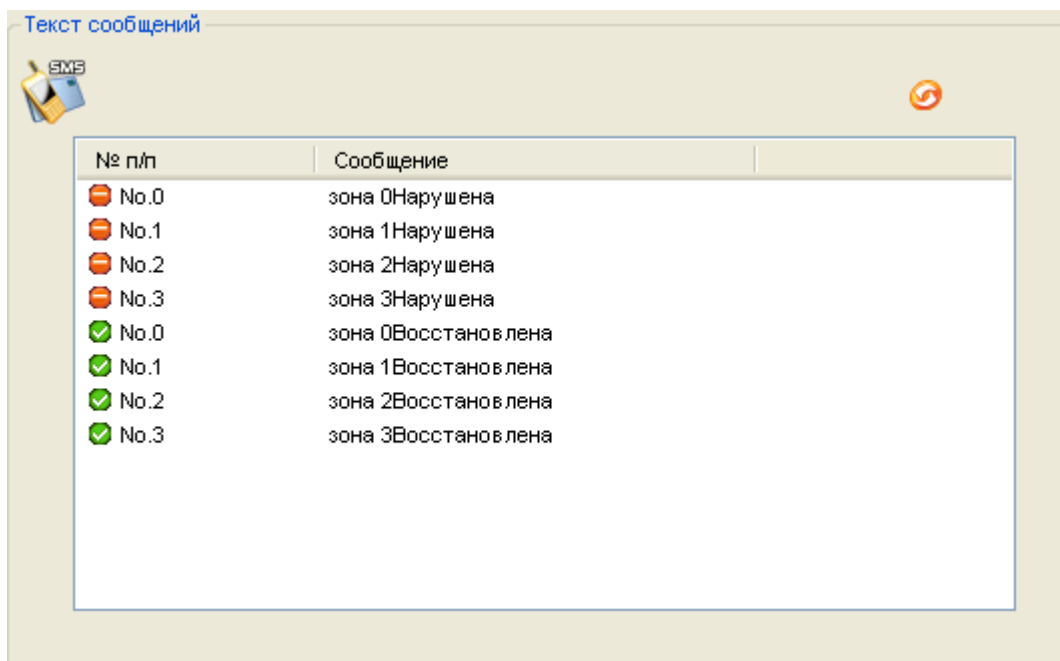 Текст сообщений
SMS
№ п/п Сообщение
No.0 зона 0Нарушена
No.1 зона 1Нарушена
No.2 зона 2Нарушена
No.3 зона 3Нарушена
No.0 зона 0Восстановлена
No.1 зона 1Восстановлена
No.2 зона 2Восстановлена
No.3 зона 3Восстановлена